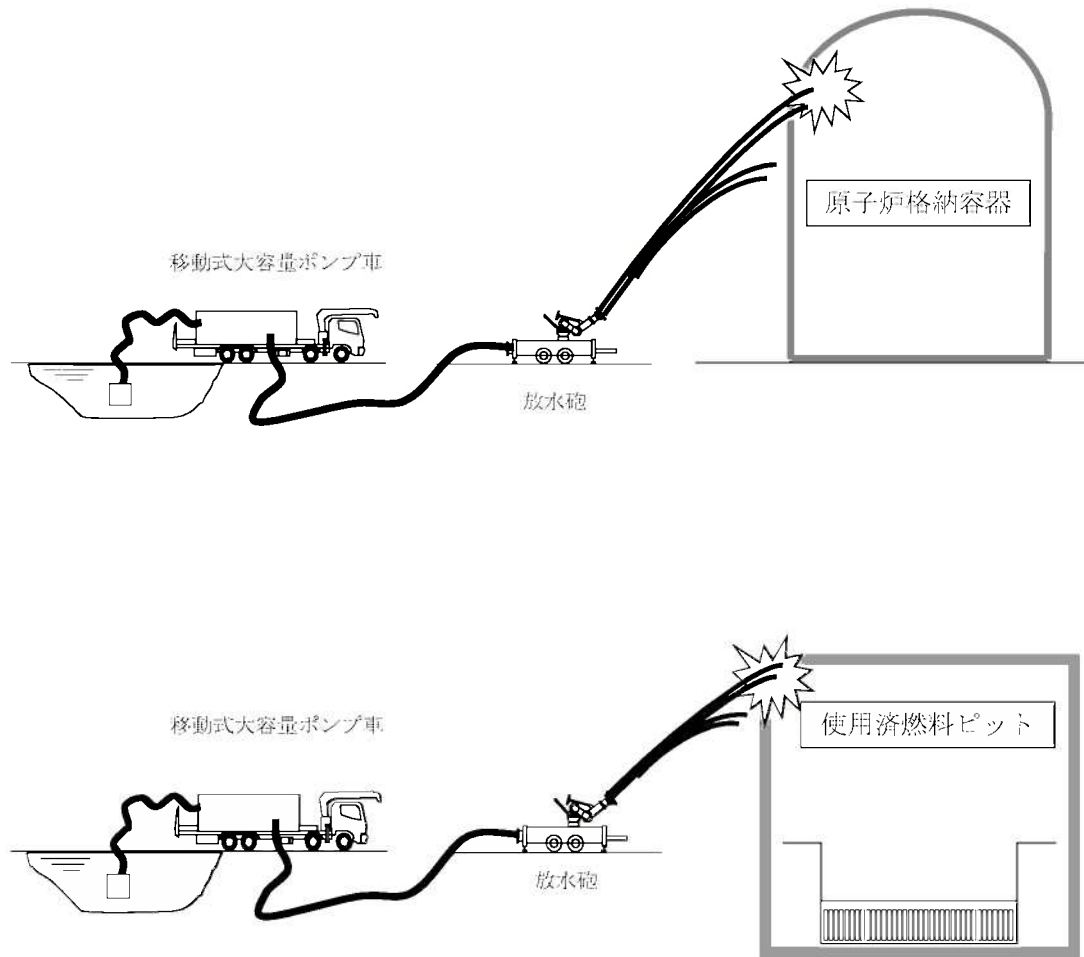 原子炉格納容器
移動式大容量ポンプ車
放水砲
使用済燃料ピット
移動式大容量ポンプ車
放水砲